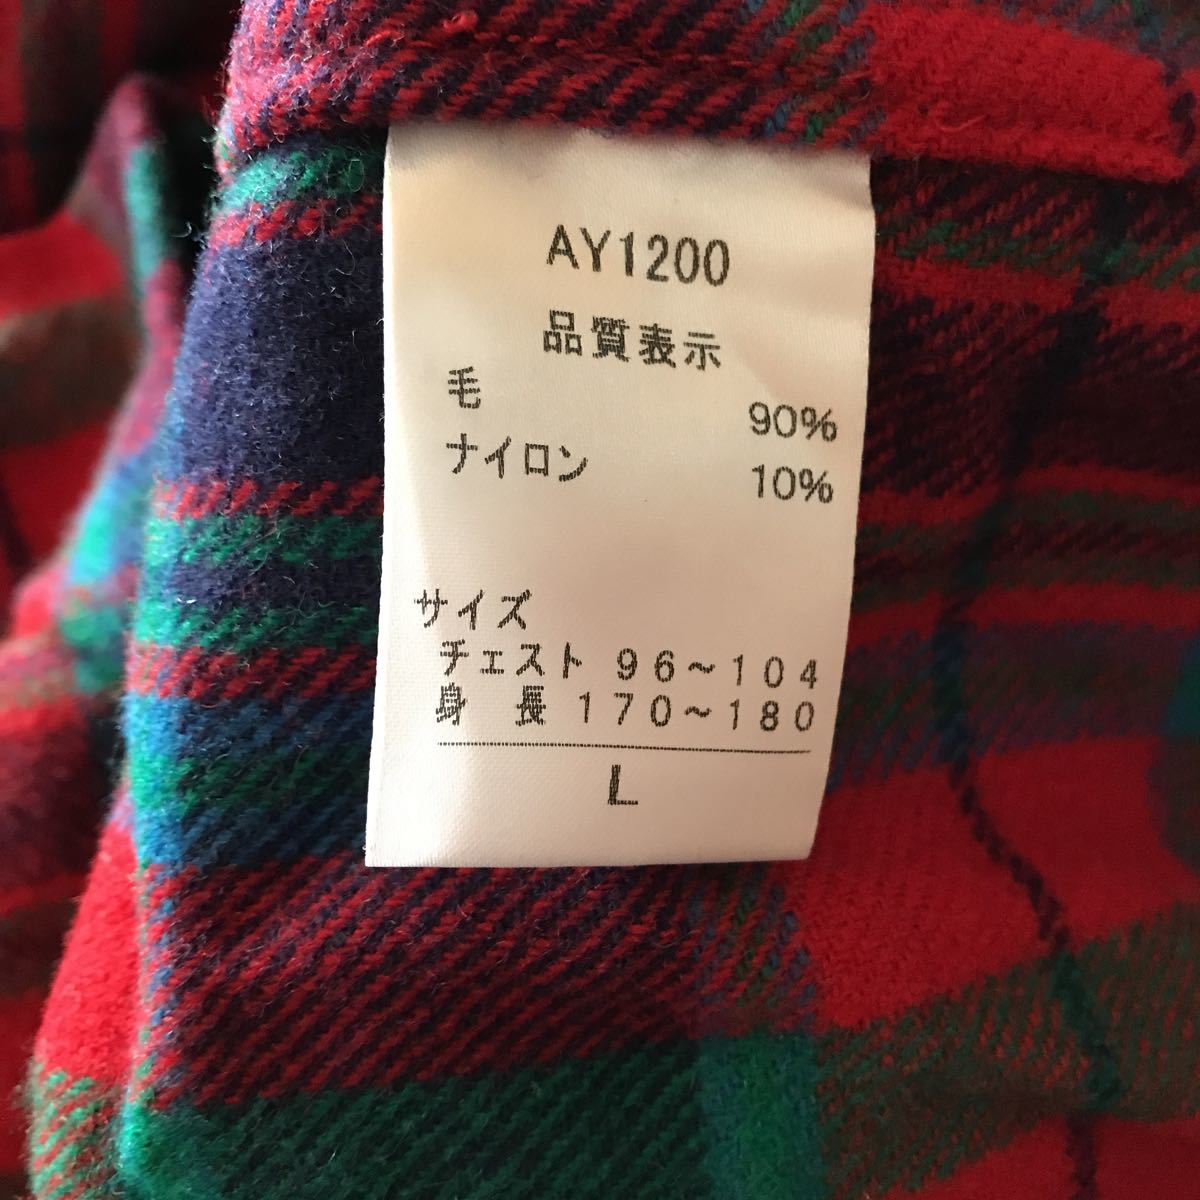 AY1200
品質表示
毛 90%
ナイロン 10%
サイズ
チェスト 96~104
身長 170~180
L